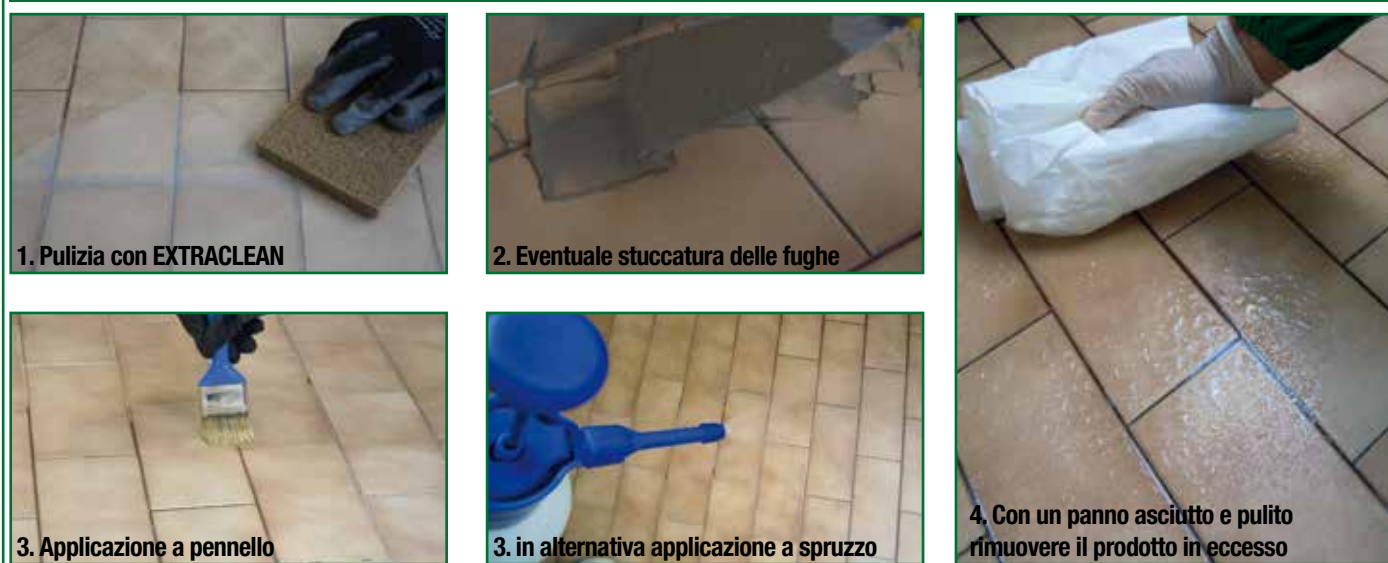 1. Pulizia con EXTRACLEAN
2. Eventuale stuccatura delle fughe
3. Applicazione a pennello
3. in alternativa applicazione a spruzzo
4. Con un panno asciutto e pulito
rimuovere il prodotto in eccesso